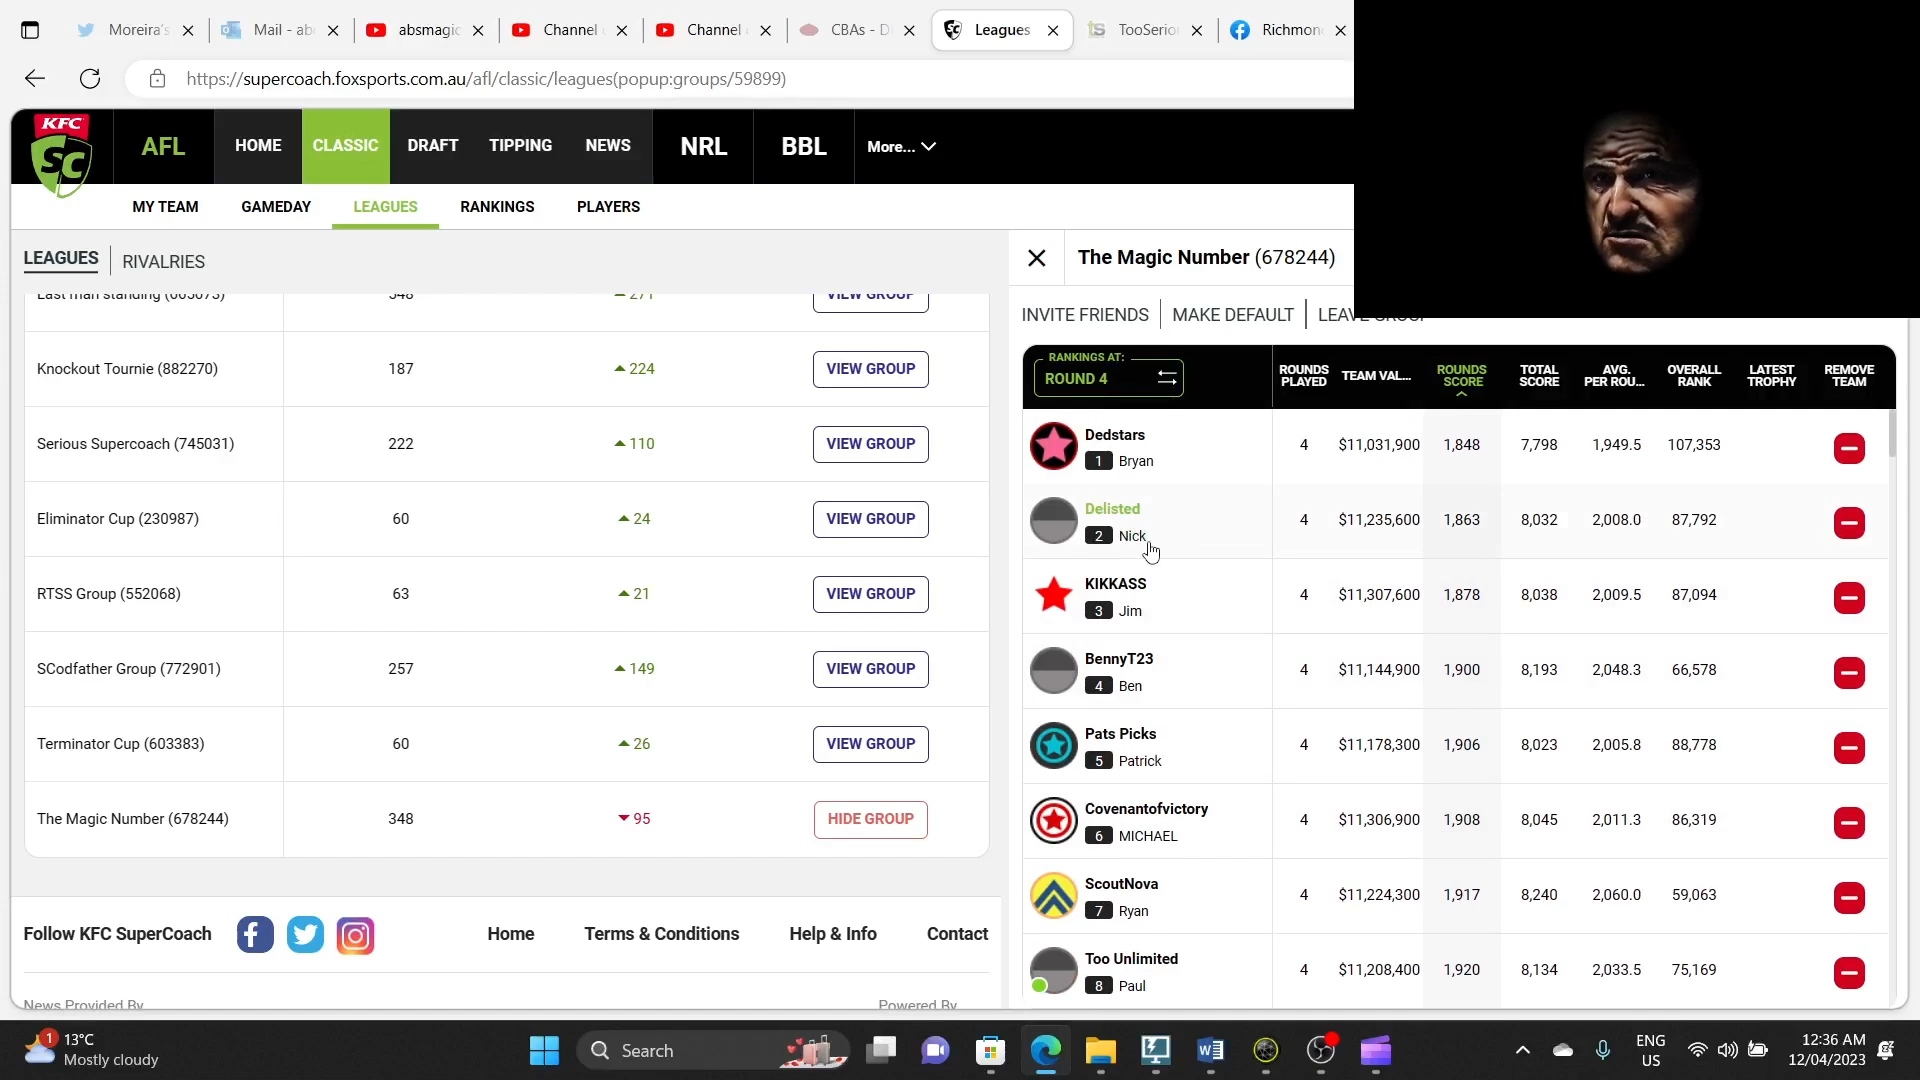 Moreira's
Mail - ab
absmagic
Channel
Channel
CBAs - D
Leagues
TooSerio
Richmon
https://supercoach.foxsports.com.au/afl/classic/leagues(popup:groups/59899)
KFC
SC
AFL
HOME
CLASSIC
DRAFT
TIPPING
NEWS
NRL
BBL
More...
MY TEAM
GAMEDAY
LEAGUES
RANKINGS
PLAYERS
LEAGUES
RIVALRIES
Last man standing (665073) 348 271 VIEW GROUP
Knockout Tournie (882270) 187 224 VIEW GROUP
Serious Supercoach (745031) 222 110 VIEW GROUP
Eliminator Cup (230987) 60 24 VIEW GROUP
RTSS Group (552068) 63 21 VIEW GROUP
SCodfather Group (772901) 257 149 VIEW GROUP
Terminator Cup (603383) 60 26 VIEW GROUP
The Magic Number (678244) 348 95 HIDE GROUP
Follow KFC SuperCoach
Home
Terms & Conditions
Help & Info
Contact
News Provided By
Powered By
The Magic Number (678244)
INVITE FRIENDS
MAKE DEFAULT
LEAVE GROUP
RANKINGS AT:
ROUND 4
ROUNDS PLAYED
TEAM VAL...
ROUNDS SCORE
TOTAL SCORE
AVG. PER ROU...
OVERALL RANK
LATEST TROPHY
REMOVE TEAM
Dedstars
1 Bryan
4 $11,031,900 1,848 7,798 1,949.5 107,353
Delisted
2 Nick
4 $11,235,600 1,863 8,032 2,008.0 87,792
KIKKASS
3 Jim
4 $11,307,600 1,878 8,038 2,009.5 87,094
BennyT23
4 Ben
4 $11,144,900 1,900 8,193 2,048.3 66,578
Pats Picks
5 Patrick
4 $11,178,300 1,906 8,023 2,005.8 88,778
Covenantofvictory
6 MICHAEL
4 $11,306,900 1,908 8,045 2,011.3 86,319
ScoutNova
7 Ryan
4 $11,224,300 1,917 8,240 2,060.0 59,063
Too Unlimited
8 Paul
4 $11,208,400 1,920 8,134 2,033.5 75,169
1
13°C
Mostly cloudy
Search
ENG
US
12:36 AM
12/04/2023